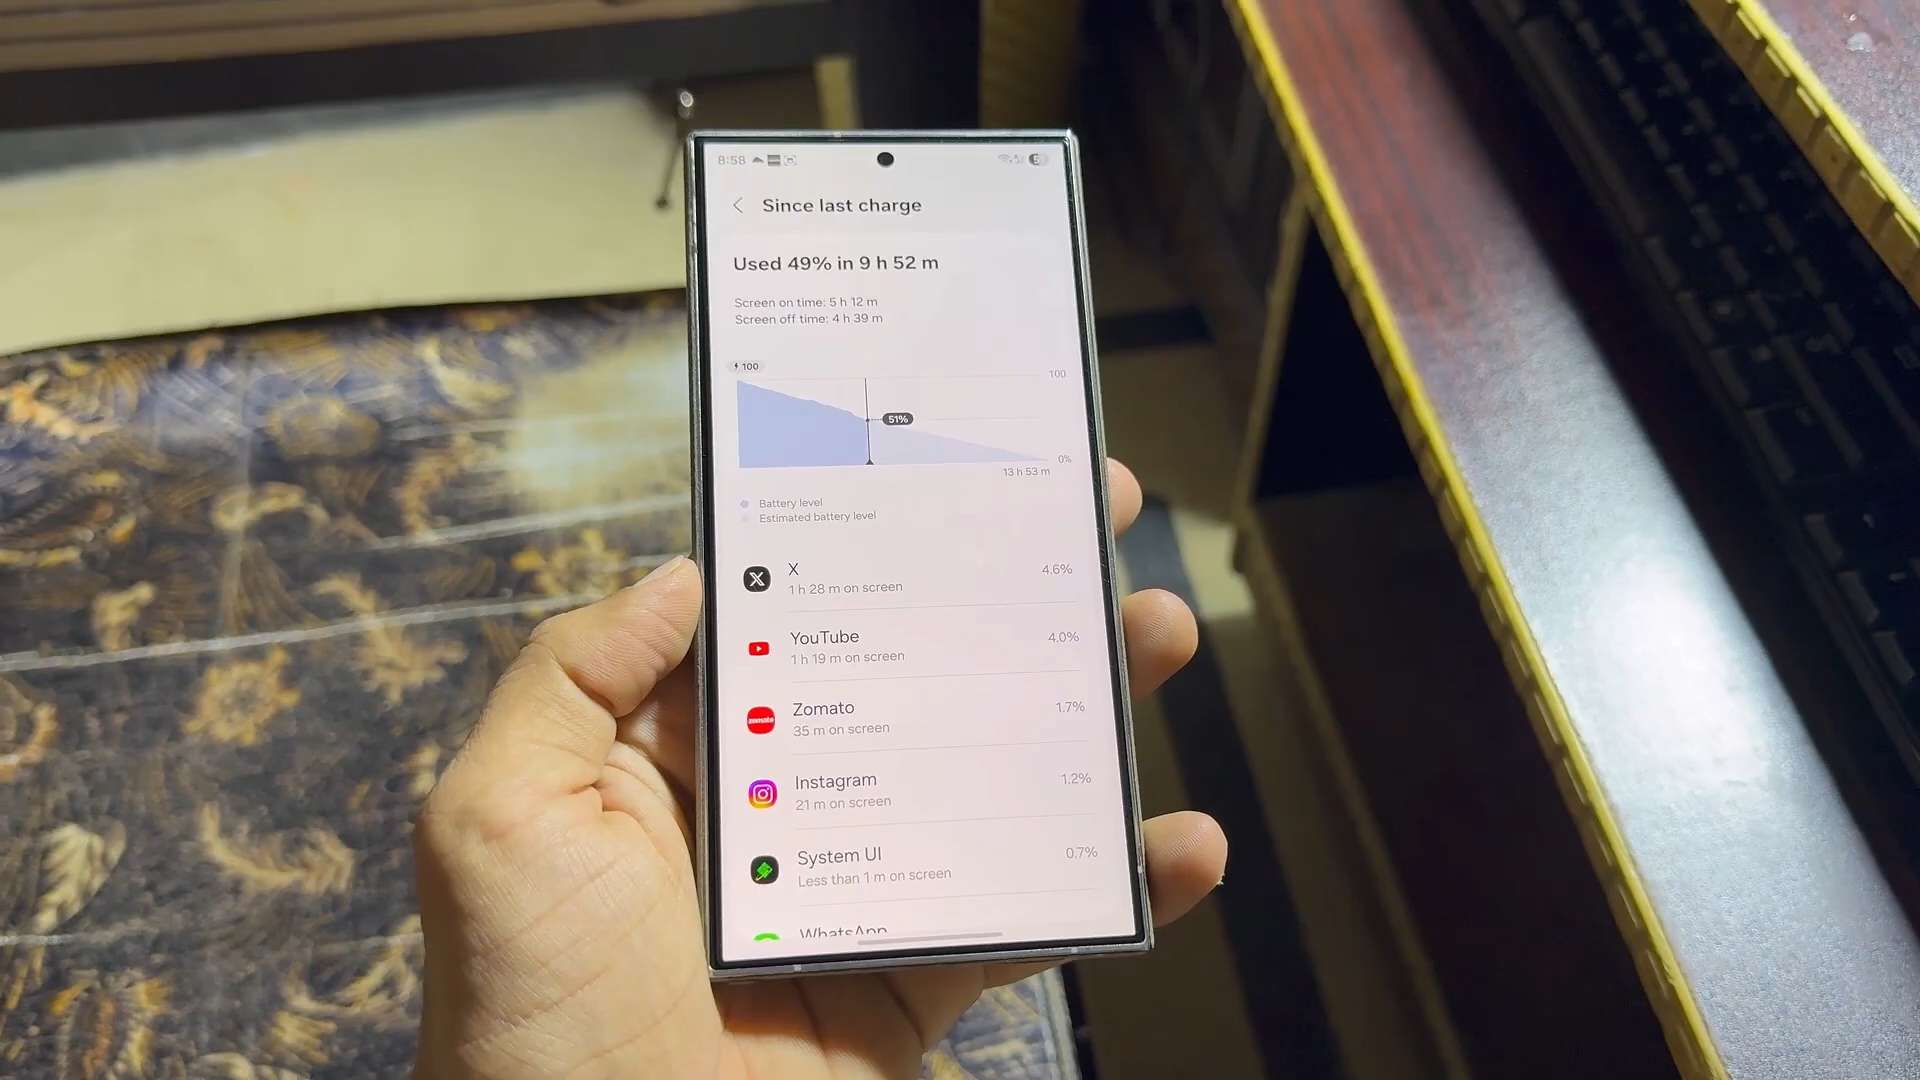 8:58
Since last charge
Used 49% in 9 h 52 m
Screen on time: 5 h 12 m
Screen off time: 4 h 39 m
100
100
51%
0%
13 h 53 m
Battery level
Estimated battery level
X
4.6%
1 h 28 m on screen
YouTube
4.0%
1 h 19 m on screen
zomato
Zomato
1.7%
35 m on screen
Instagram
1.2%
21 m on screen
System UI
0.7%
Less than 1 m on screen
WhatsApp